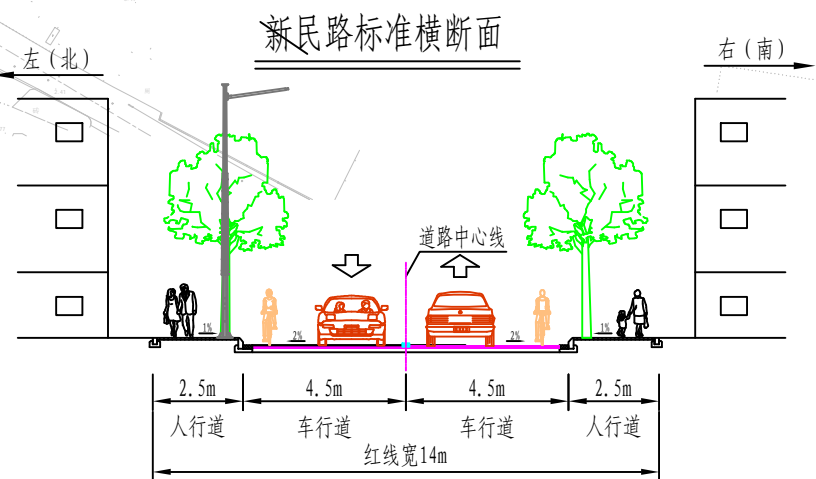 新民路标准横断面
左(北)
右(南)
道路中心线
1%
2%
2%
1%
2.5m
4.5m
4.5m
2.5m
人行道
车行道
车行道
人行道
红线宽14m